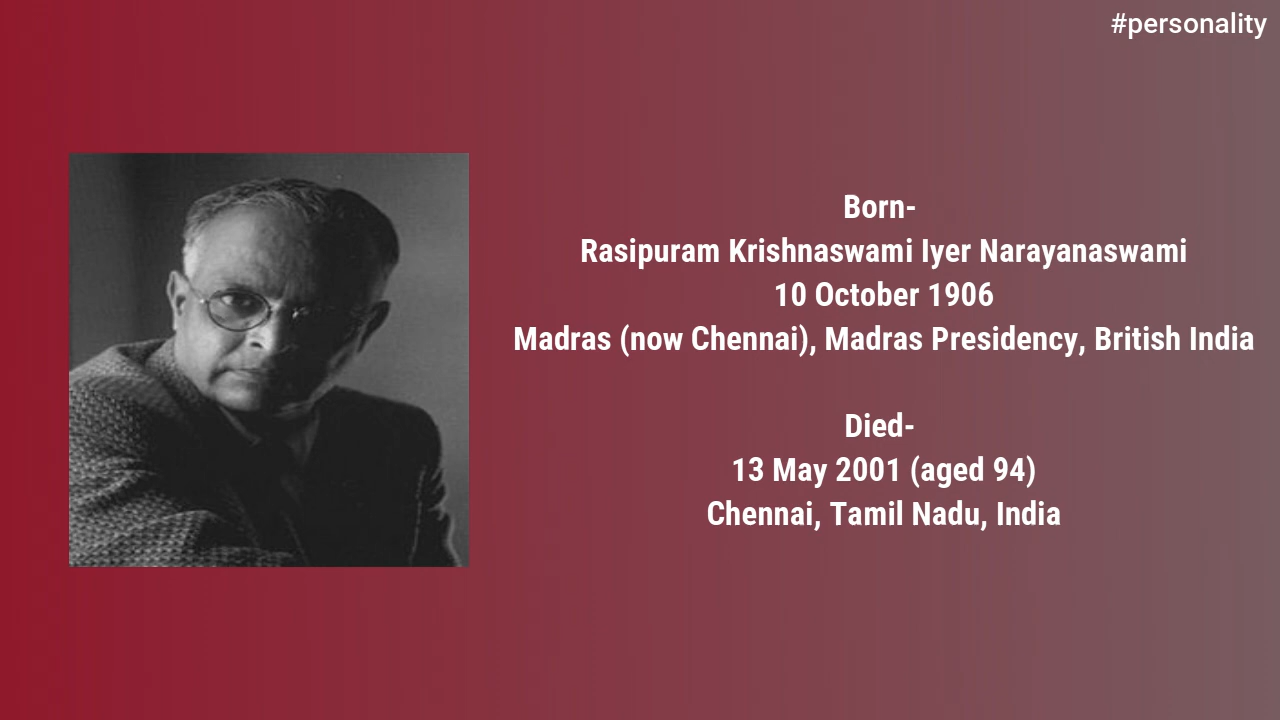 #personality
Born-
Rasipuram Krishnaswami Iyer Narayanaswami
10 October 1906
Madras (now Chennai), Madras Presidency, British India
Died-
13 May 2001 (aged 94)
Chennai, Tamil Nadu, India